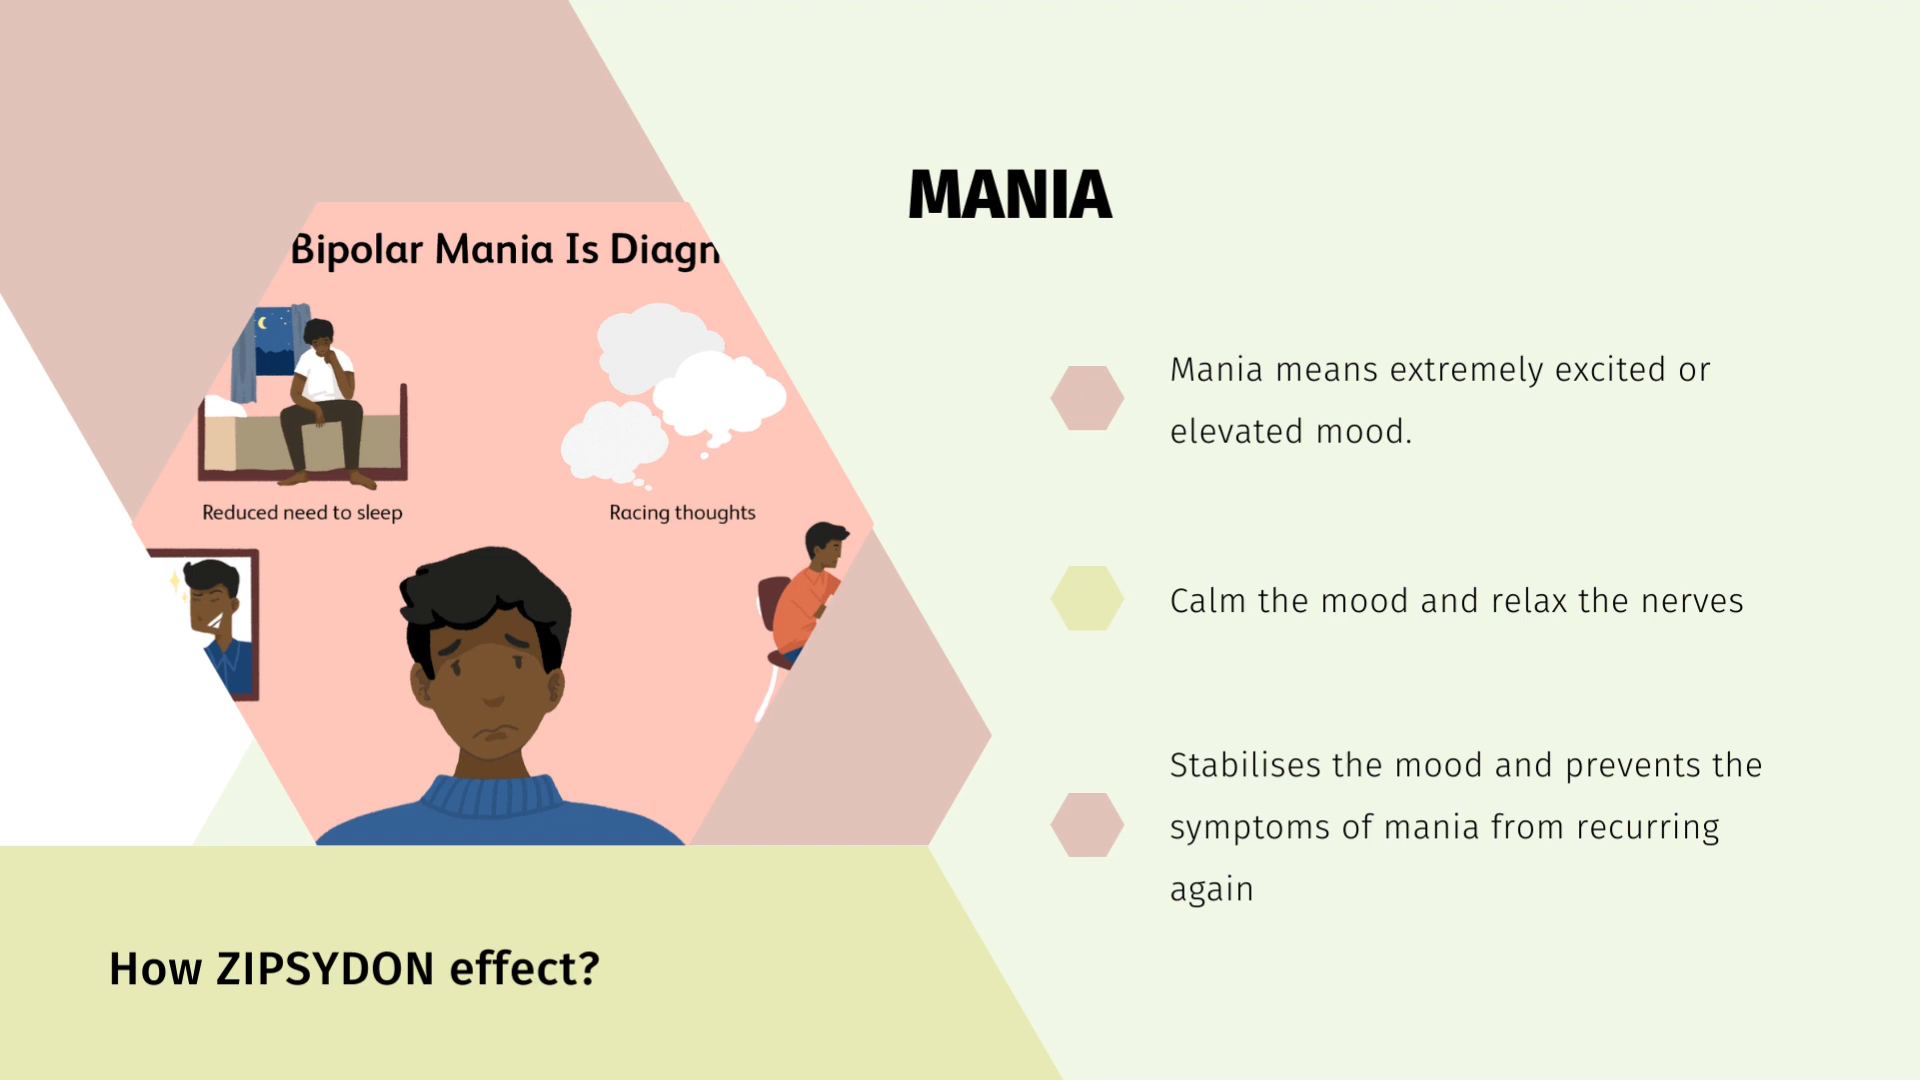 MANIA
Bipolar Mania Is Diagn
Reduced need to sleep
Racing thoughts
Mania means extremely excited or
elevated mood.
Calm the mood and relax the nerves
Stabilises the mood and prevents the
symptoms of mania from recurring
again
How ZIPSYDON effect?